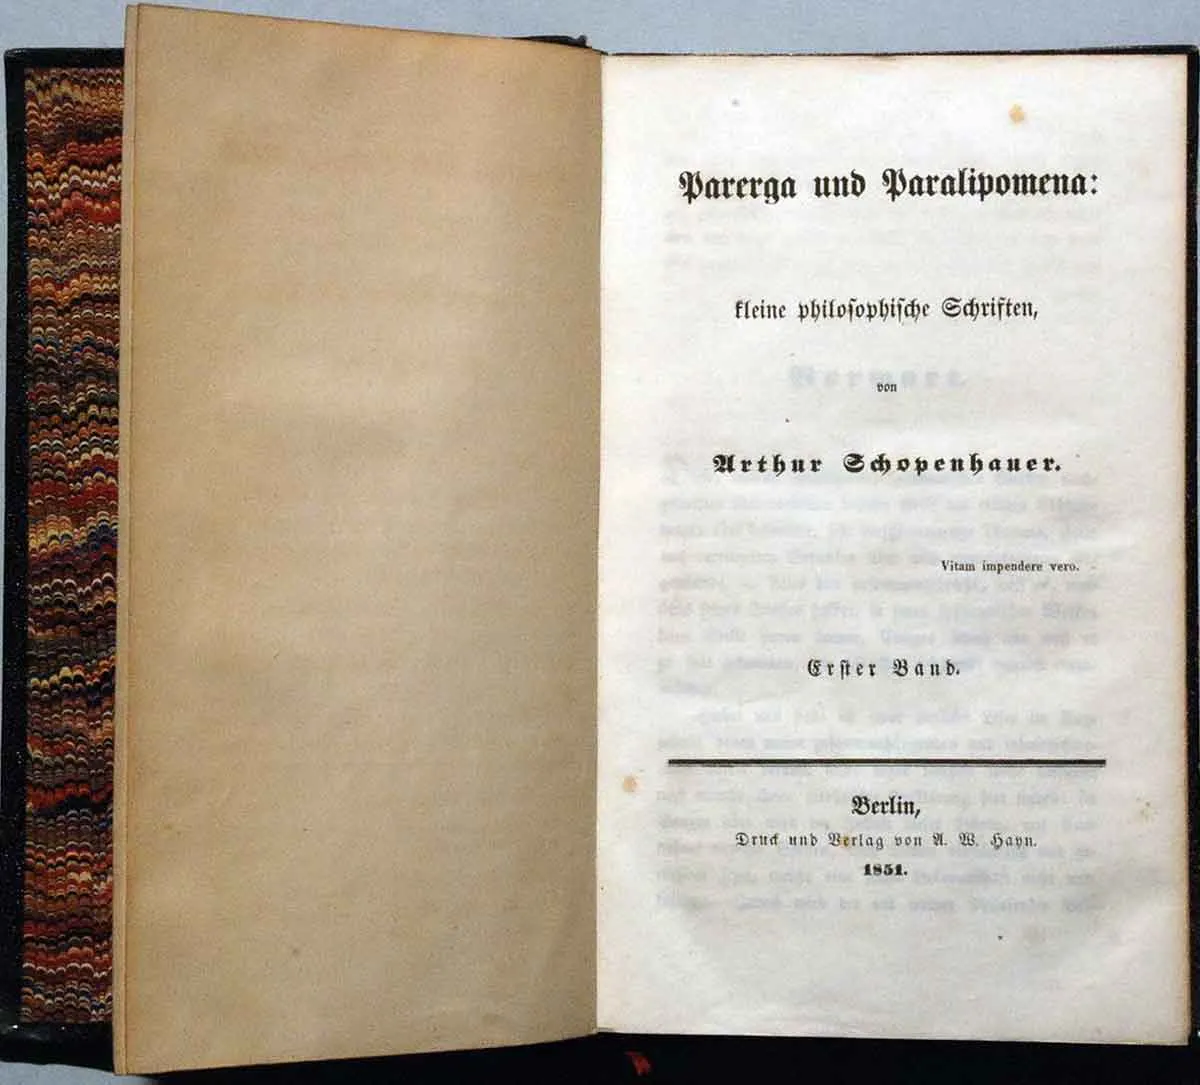 Parerga und Paralipomena:
kleine philosophische Schriften,
von
Arthur Schopenhauer.
Vitam impendere vero.
Erster Band.
Berlin,
Druck und Verlag von A. W. Hayn.
1851.
Vorwort.